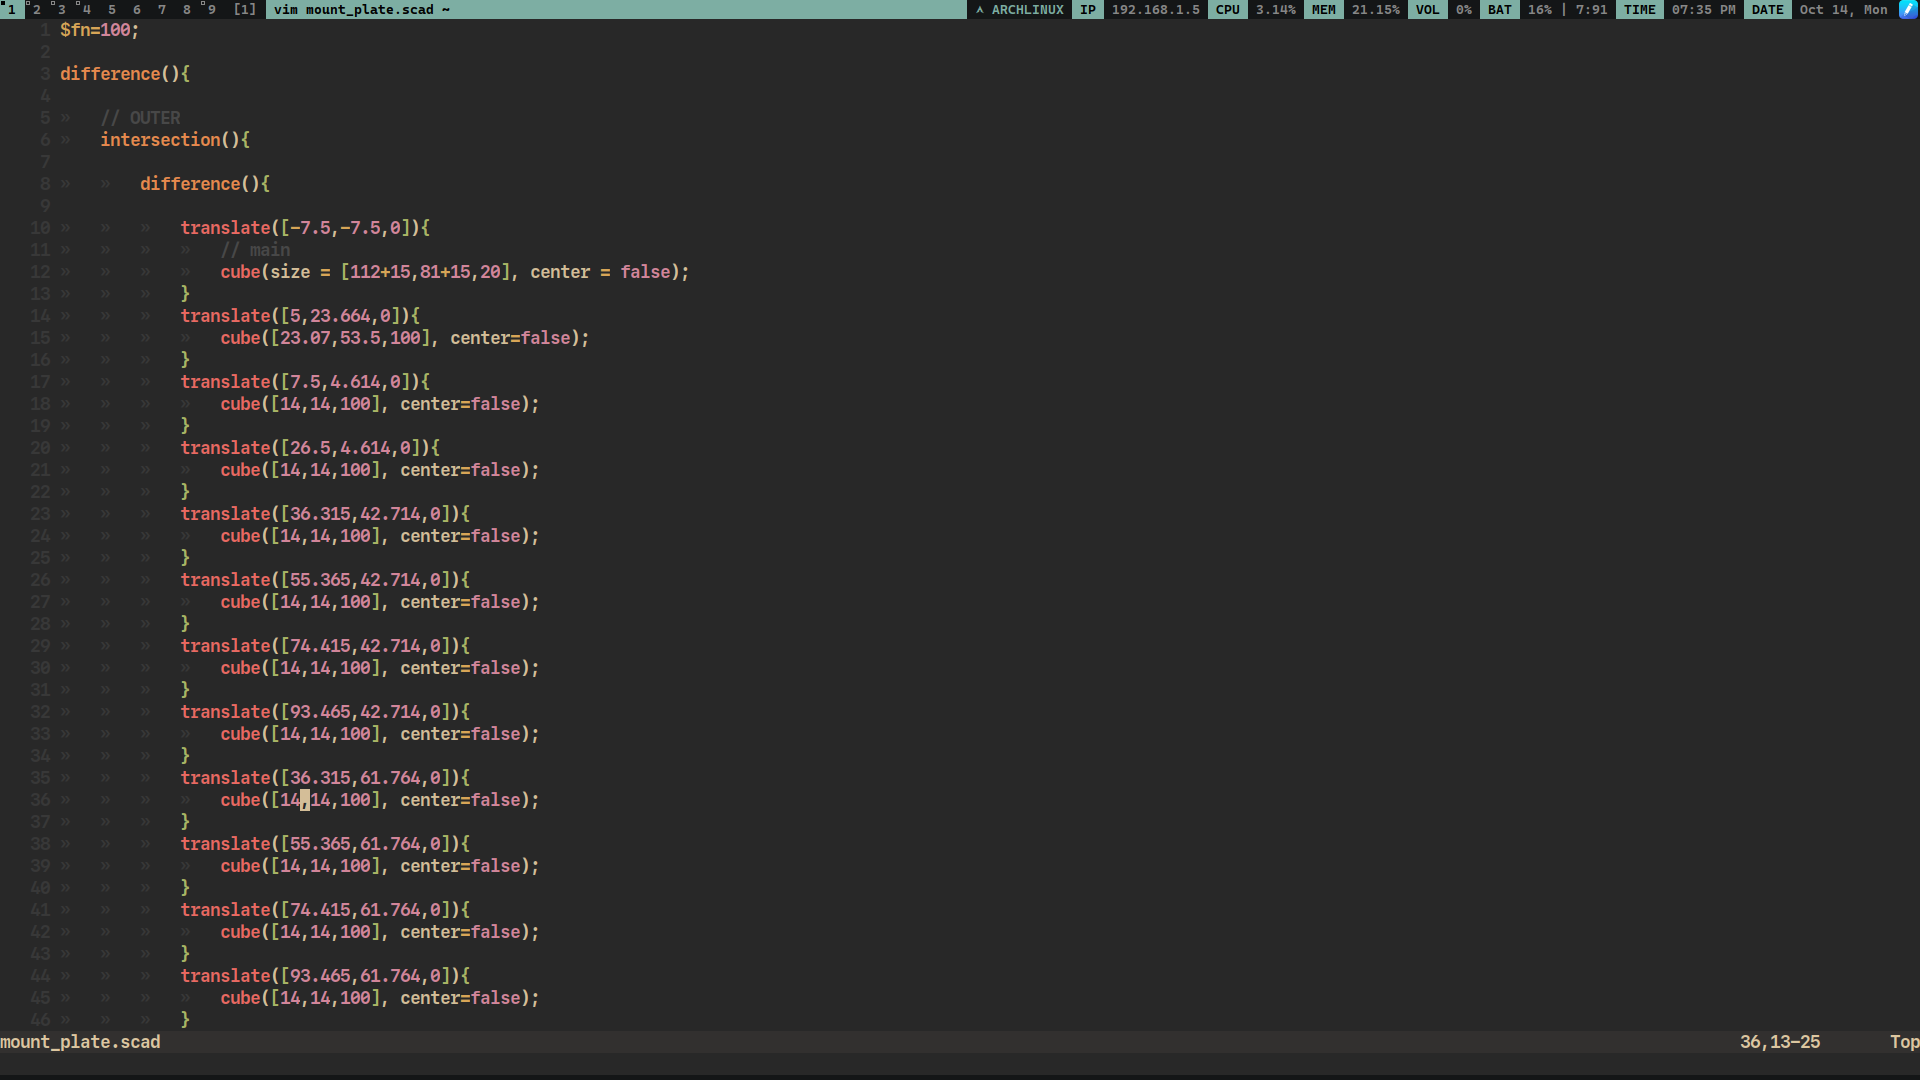 1 2 3 4 5 6 7 8 9 [1] vim mount_plate.scad ~ ARCHLINUX IP 192.168.1.5 CPU 3.14% MEM 21.15% VOL 0% BAT 16% | 7:91 TIME 07:35 PM DATE Oct 14, Mon
1 $fn=100;
2
3 difference(){
4
5 » // OUTER
6 » intersection(){
7
8 » » difference(){
9
10 » » » translate([-7.5,-7.5,0]){
11 » » » » // main
12 » » » » cube(size = [112+15,81+15,20], center = false);
13 » » » }
14 » » » translate([5,23.664,0]){
15 » » » » cube([23.07,53.5,100], center=false);
16 » » » }
17 » » » translate([7.5,4.614,0]){
18 » » » » cube([14,14,100], center=false);
19 » » » }
20 » » » translate([26.5,4.614,0]){
21 » » » » cube([14,14,100], center=false);
22 » » » }
23 » » » translate([36.315,42.714,0]){
24 » » » » cube([14,14,100], center=false);
25 » » » }
26 » » » translate([55.365,42.714,0]){
27 » » » » cube([14,14,100], center=false);
28 » » » }
29 » » » translate([74.415,42.714,0]){
30 » » » » cube([14,14,100], center=false);
31 » » » }
32 » » » translate([93.465,42.714,0]){
33 » » » » cube([14,14,100], center=false);
34 » » » }
35 » » » translate([36.315,61.764,0]){
36 » » » » cube([14,14,100], center=false);
37 » » » }
38 » » » translate([55.365,61.764,0]){
39 » » » » cube([14,14,100], center=false);
40 » » » }
41 » » » translate([74.415,61.764,0]){
42 » » » » cube([14,14,100], center=false);
43 » » » }
44 » » » translate([93.465,61.764,0]){
45 » » » » cube([14,14,100], center=false);
46 » » » }
mount_plate.scad 36,13-25 Top